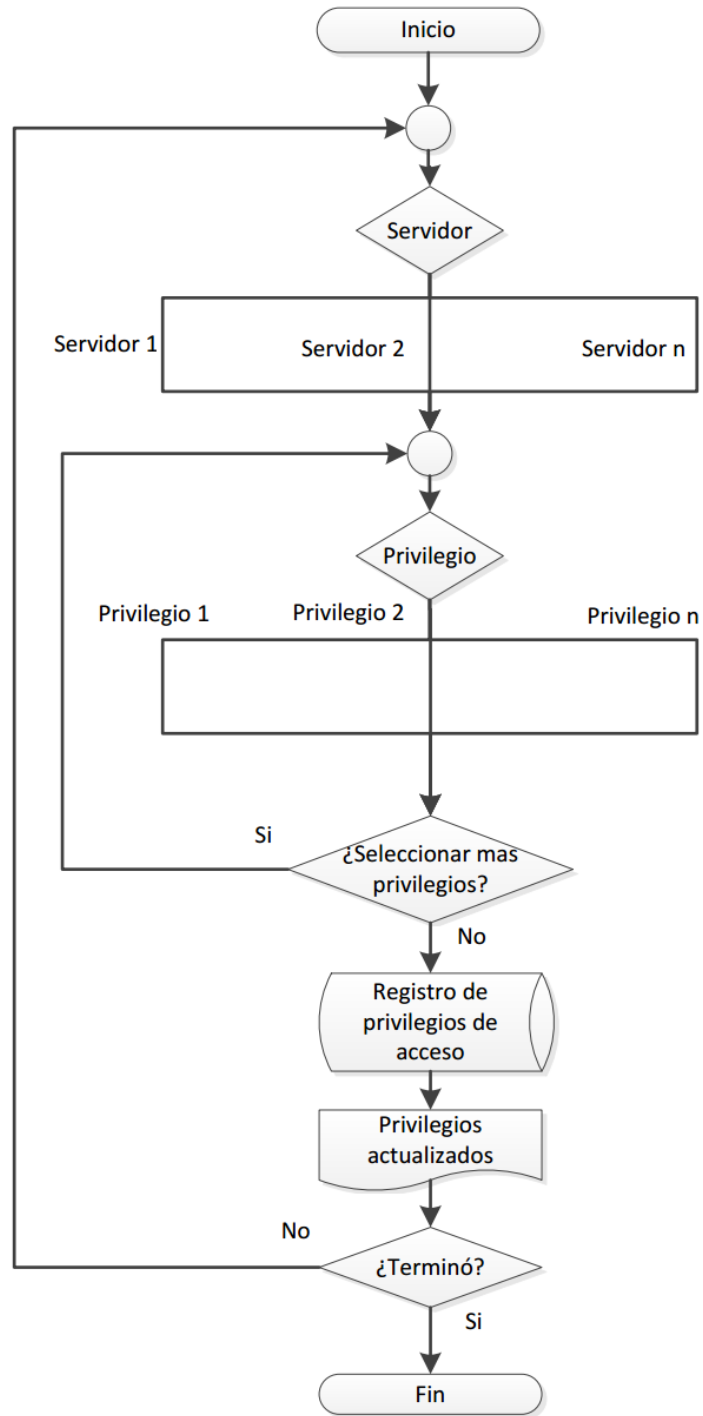 Inicio
Servidor
Servidor 1
Servidor 2
Servidor n
Privilegio
Privilegio 1
Privilegio 2
Privilegio n
Si
¿Seleccionar mas
privilegios?
No
Registro de
privilegios de
acceso
Privilegios
actualizados
No
¿Terminó?
Si
Fin